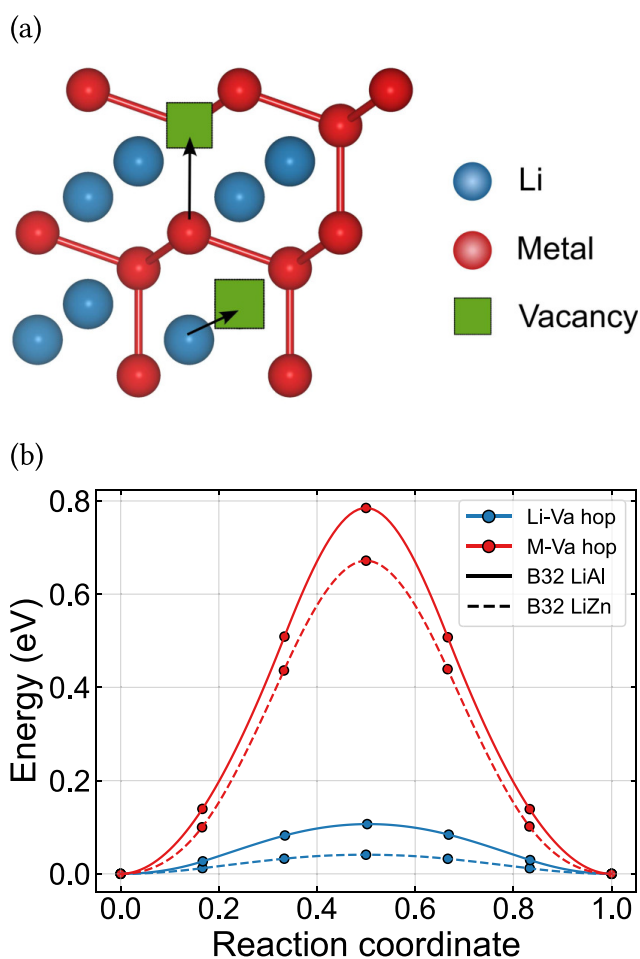 (a)
Li
Metal
Vacancy
(b)
0.8
0.6
0.4
0.2
0.0
Energy (eV)
Li-Va hop
M-Va hop
B32 LiAl
B32 LiZn
0.0 0.2 0.4 0.6 0.8 1.0
Reaction coordinate